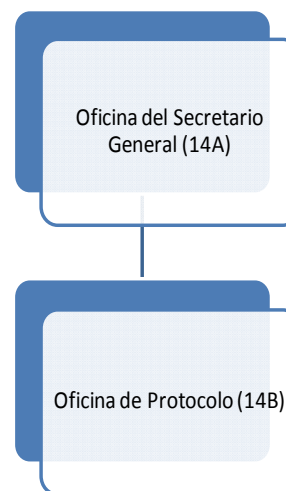 Oficina del Secretario
General (14A)
Oficina de Protocolo (14B)